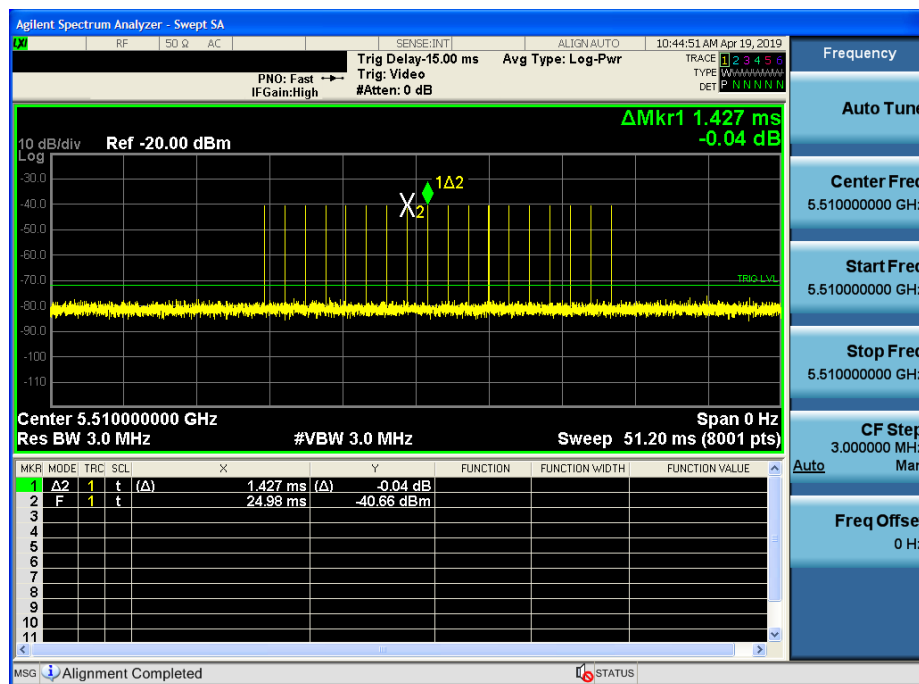 Agilent Spectrum Analyzer - Swept SA
LXI RF 50 Ω AC SENSE:INT ALIGN AUTO 10:44:51 AM Apr 19, 2019
Trig Delay-15.00 ms Avg Type: Log-Pwr TRACE 1 2 3 4 5 6
PNO: Fast Trig: Video TYPE WWWWWW
IFGain:High #Atten: 0 dB DET P N N N N N
ΔMkr1 1.427 ms
-0.04 dB
10 dB/div Ref -20.00 dBm
Log
-30.0
1Δ2
-40.0
2
-50.0
-60.0
-70.0
TRIG LVL
-80.0
-90.0
-100
-110
Center 5.510000000 GHz Span 0 Hz
Res BW 3.0 MHz #VBW 3.0 MHz Sweep 51.20 ms (8001 pts)
MKR MODE TRC SCL X Y FUNCTION FUNCTION WIDTH FUNCTION VALUE
1 Δ2 1 t (Δ) 1.427 ms (Δ) -0.04 dB
2 F 1 t 24.98 ms -40.66 dBm
3
4
5
6
7
8
9
10
11
MSG Alignment Completed STATUS
Frequency
Auto Tune
Center Freq
5.510000000 GHz
Start Freq
5.510000000 GHz
Stop Freq
5.510000000 GHz
CF Step
3.000000 MHz
Auto Man
Freq Offset
0 Hz